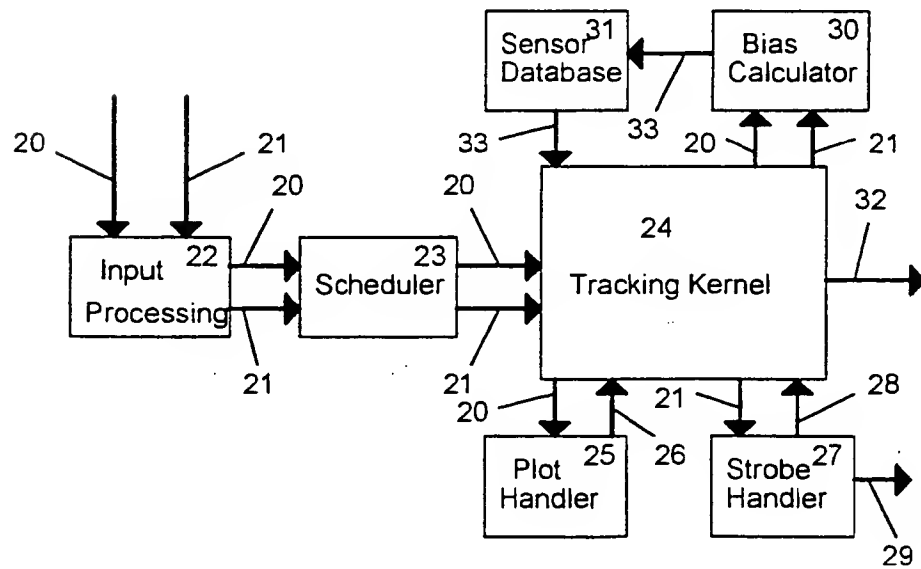 31
Sensor
Database
30
Bias
Calculator
33
33
20
21
20
21
20
20
32
22
Input
Processing
23
Scheduler
24
Tracking Kernel
21
21
20
26
21
28
25
Plot
Handler
27
Strobe
Handler
29